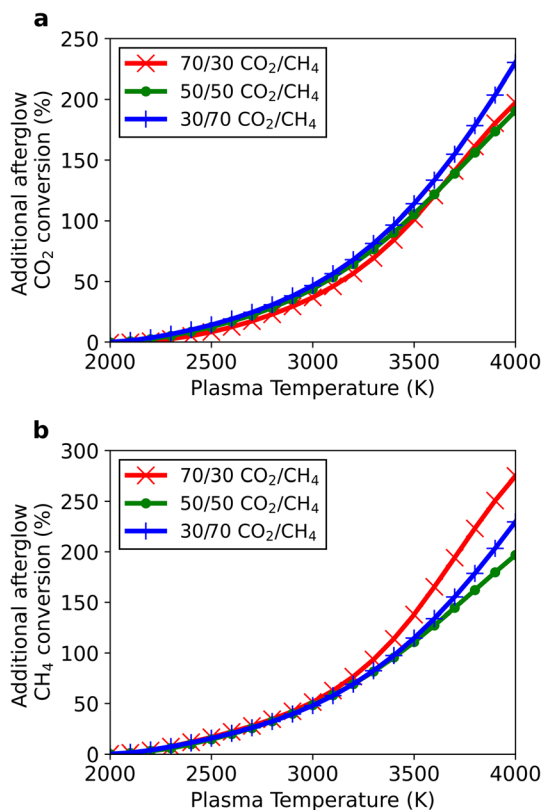 a
250
200
150
100
50
0
Additional afterglow
CO₂ conversion (%)
70/30 CO₂/CH₄
50/50 CO₂/CH₄
30/70 CO₂/CH₄
2000 2500 3000 3500 4000
Plasma Temperature (K)
b
300
250
200
150
100
50
0
Additional afterglow
CH₄ conversion (%)
70/30 CO₂/CH₄
50/50 CO₂/CH₄
30/70 CO₂/CH₄
2000 2500 3000 3500 4000
Plasma Temperature (K)